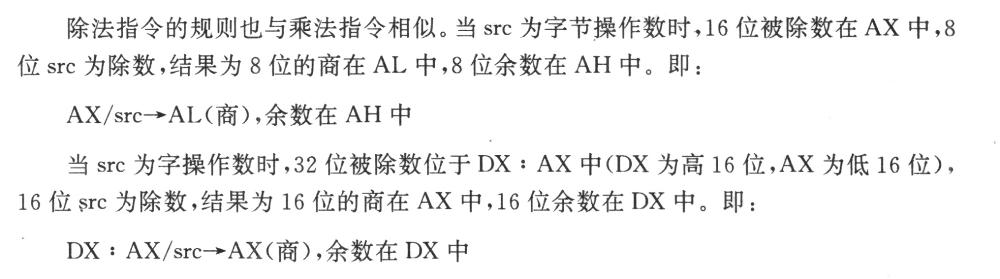 除法指令的规则也与乘法指令相似。当 src 为字节操作数时,16 位被除数在 AX 中,8
位 src 为除数,结果为 8 位的商在 AL 中,8 位余数在 AH 中。即:
AX/src→AL(商),余数在 AH 中
当 src 为字操作数时,32 位被除数位于 DX : AX 中(DX 为高 16 位,AX 为低 16 位),
16 位 src 为除数,结果为 16 位的商在 AX 中,16 位余数在 DX 中。即:
DX : AX/src→AX(商),余数在 DX 中